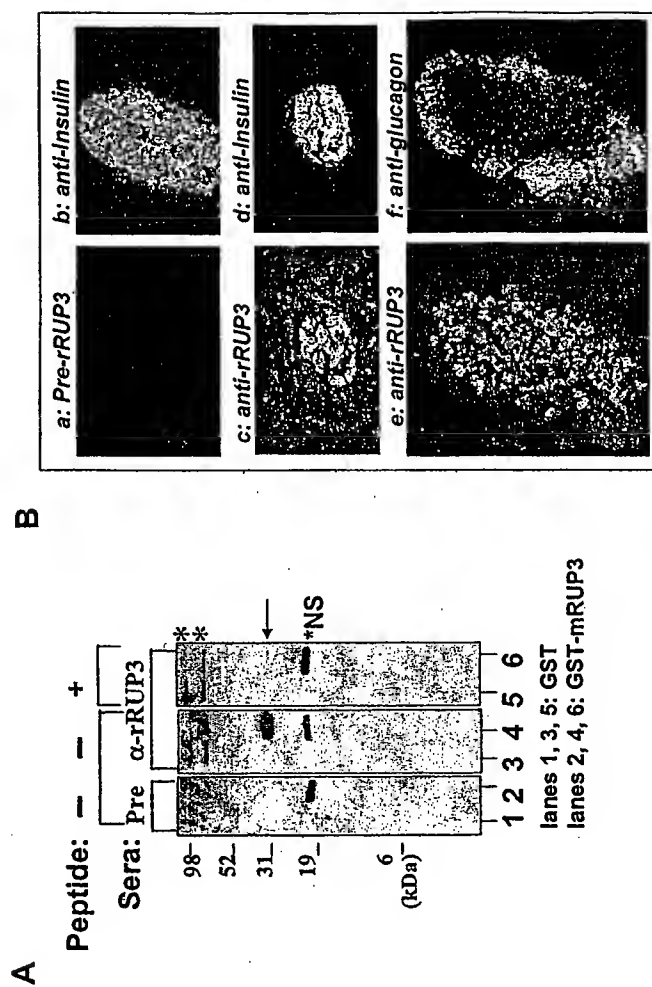 A
Peptide: – – +
Sera: Pre α-rRUP3
98
52
31
19
6
(kDa)
*
*
*NS
1 2 3 4 5 6
lanes 1, 3, 5: GST
lanes 2, 4, 6: GST-mRUP3
B
a: Pre-rRUP3
b: anti-Insulin
c: anti-rRUP3
d: anti-Insulin
e: anti-rRUP3
f: anti-glucagon